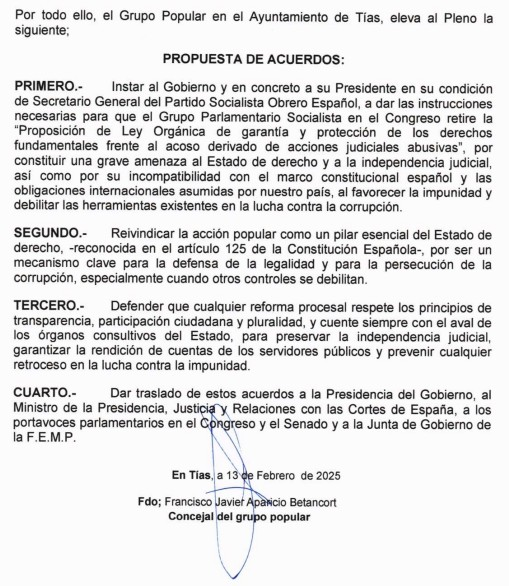 Por todo ello, el Grupo Popular en el Ayuntamiento de Tías, eleva al Pleno la
siguiente;
PROPUESTA DE ACUERDOS:
PRIMERO.- Instar al Gobierno y en concreto a su Presidente en su condición
de Secretario General del Partido Socialista Obrero Español, a dar las instrucciones
necesarias para que el Grupo Parlamentario Socialista en el Congreso retire la
“Proposición de Ley Orgánica de garantía y protección de los derechos
fundamentales frente al acoso derivado de acciones judiciales abusivas”, por
constituir una grave amenaza al Estado de derecho y a la independencia judicial,
así como por su incompatibilidad con el marco constitucional español y las
obligaciones internacionales asumidas por nuestro país, al favorecer la impunidad y
debilitar las herramientas existentes en la lucha contra la corrupción.
SEGUNDO.- Reivindicar la acción popular como un pilar esencial del Estado de
derecho, -reconocida en el artículo 125 de la Constitución Española-, por ser un
mecanismo clave para la defensa de la legalidad y para la persecución de la
corrupción, especialmente cuando otros controles se debilitan.
TERCERO.- Defender que cualquier reforma procesal respete los principios de
transparencia, participación ciudadana y pluralidad, y cuente siempre con el aval de
los órganos consultivos del Estado, para preservar la independencia judicial,
garantizar la rendición de cuentas de los servidores públicos y prevenir cualquier
retroceso en la lucha contra la impunidad.
CUARTO.- Dar traslado de estos acuerdos a la Presidencia del Gobierno, al
Ministro de la Presidencia, Justicia y Relaciones con las Cortes de España, a los
portavoces parlamentarios en el Congreso y el Senado y a la Junta de Gobierno de
la F.E.M.P.
En Tías, a 13 de Febrero de 2025
Fdo; Francisco Javier Aparicio Betancort
Concejal del grupo popular